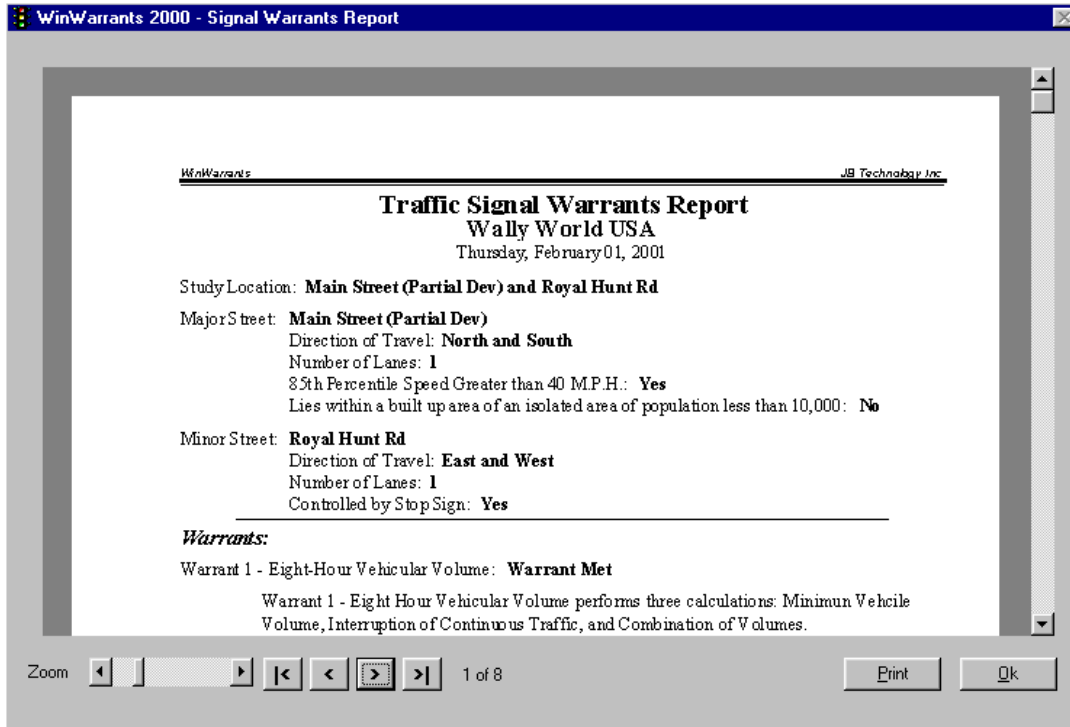 WinWarrants 2000 - Signal Warrants Report
WinWarrants JB Technology Inc
Traffic Signal Warrants Report
Wally World USA
Thursday, February 01, 2001
Study Location: Main Street (Partial Dev) and Royal Hunt Rd
Major Street: Main Street (Partial Dev)
Direction of Travel: North and South
Number of Lanes: 1
85th Percentile Speed Greater than 40 M.P.H.: Yes
Lies within a built up area of an isolated area of population less than 10,000: No
Minor Street: Royal Hunt Rd
Direction of Travel: East and West
Number of Lanes: 1
Controlled by Stop Sign: Yes
Warrants:
Warrant 1 - Eight-Hour Vehicular Volume: Warrant Met
Warrant 1 - Eight Hour Vehicular Volume performs three calculations: Minimun Vehcile
Volume, Interruption of Continuous Traffic, and Combination of Volumes.
Zoom |< < > >| 1 of 8 Print Ok